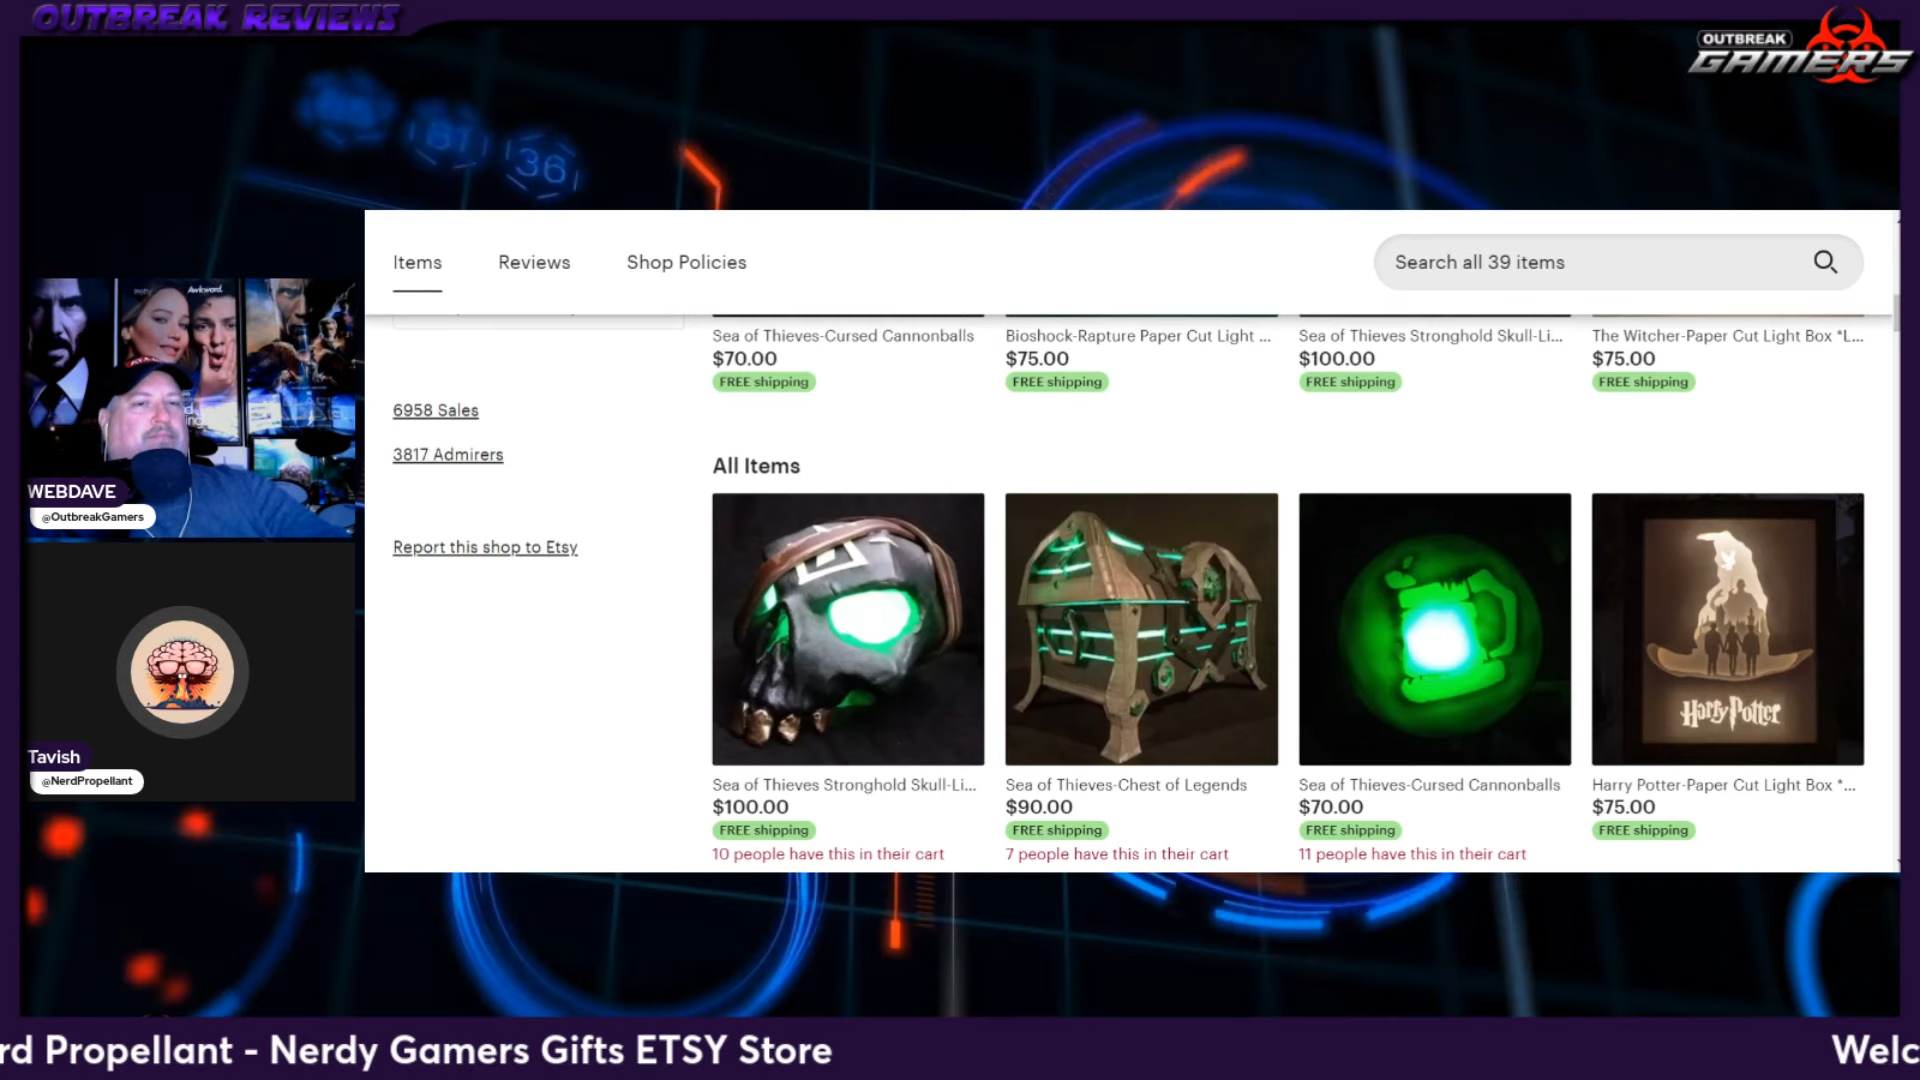 OUTBREAK REVIEWS
OUTBREAK
GAMERS
81
36
Items
Reviews
Shop Policies
Search all 39 items
Sea of Thieves-Cursed Cannonballs
$70.00
FREE shipping
Bioshock-Rapture Paper Cut Light ...
$75.00
FREE shipping
Sea of Thieves Stronghold Skull-Li...
$100.00
FREE shipping
The Witcher-Paper Cut Light Box *L...
$75.00
FREE shipping
6958 Sales
3817 Admirers
Report this shop to Etsy
All Items
Harry Potter
Sea of Thieves Stronghold Skull-Li...
$100.00
FREE shipping
10 people have this in their cart
Sea of Thieves-Chest of Legends
$90.00
FREE shipping
7 people have this in their cart
Sea of Thieves-Cursed Cannonballs
$70.00
FREE shipping
11 people have this in their cart
Harry Potter-Paper Cut Light Box *...
$75.00
FREE shipping
Awkward.
WEBDAVE
@OutbreakGamers
Tavish
@NerdPropellant
rd Propellant - Nerdy Gamers Gifts ETSY Store
Welc